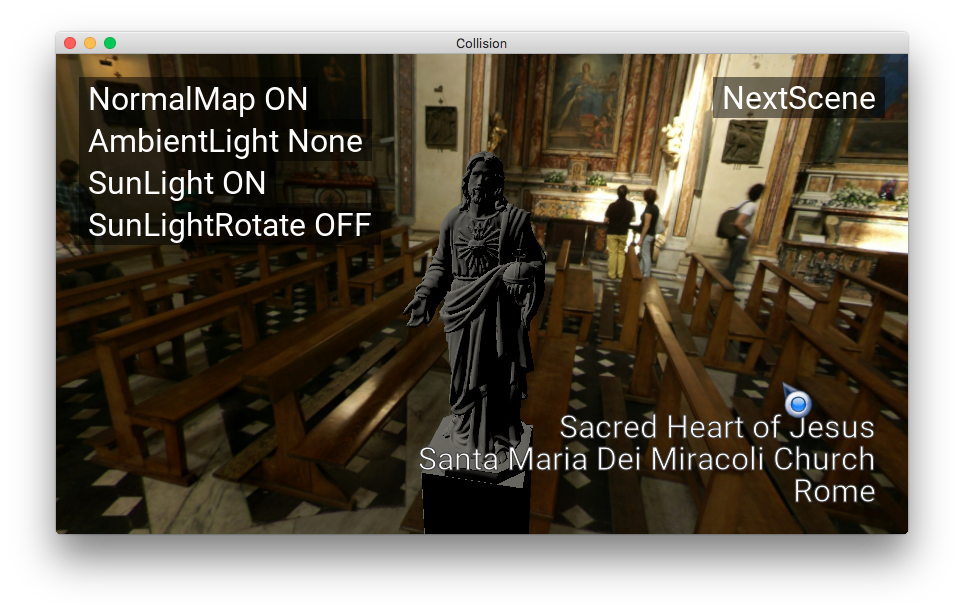 Collision
NormalMap ON
NextScene
AmbientLight None
SunLight ON
SunLightRotate OFF
Sacred Heart of Jesus
Santa Maria Dei Miracoli Church
Rome